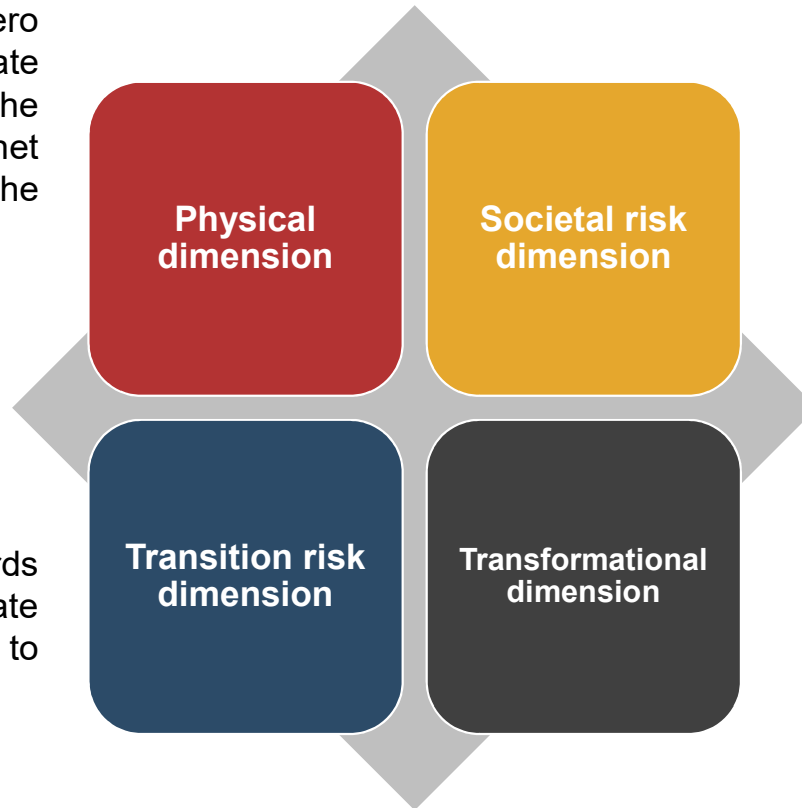 ero
ate
he
net
he
Physical
dimension
Societal risk
dimension
rds
ate
to
Transition risk
dimension
Transformational
dimension